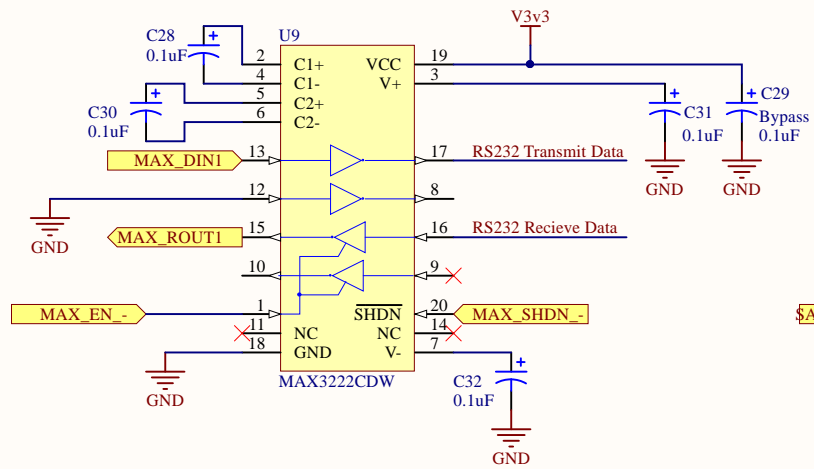 V3v3
C28
0.1uF
U9
2 C1+ VCC 19
4 C1- V+ 3
5 C2+
6 C2-
C30
0.1uF
C31
0.1uF
C29
Bypass
0.1uF
GND
GND
MAX_DIN1 13 17 RS232 Transmit Data
12 8
GND
MAX_ROUT1 15 16 RS232 Recieve Data
10 9
MAX_EN_- 1 SHDN 20 MAX_SHDN_-
SA
11 NC NC 14
18 GND V- 7
GND
MAX3222CDW
C32
0.1uF
GND